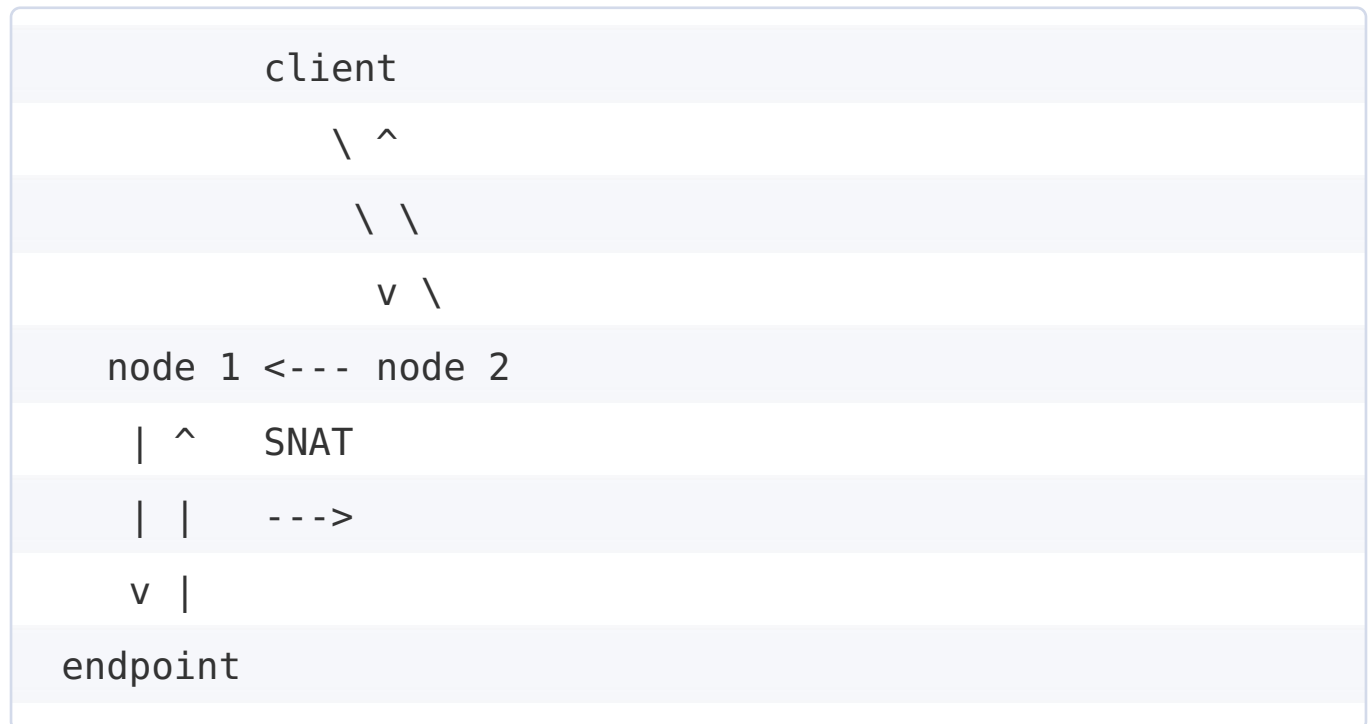 client
             \ ^
              \ \
               v \
   node 1 <--- node 2
    | ^   SNAT
    | |   --->
    v |
 endpoint